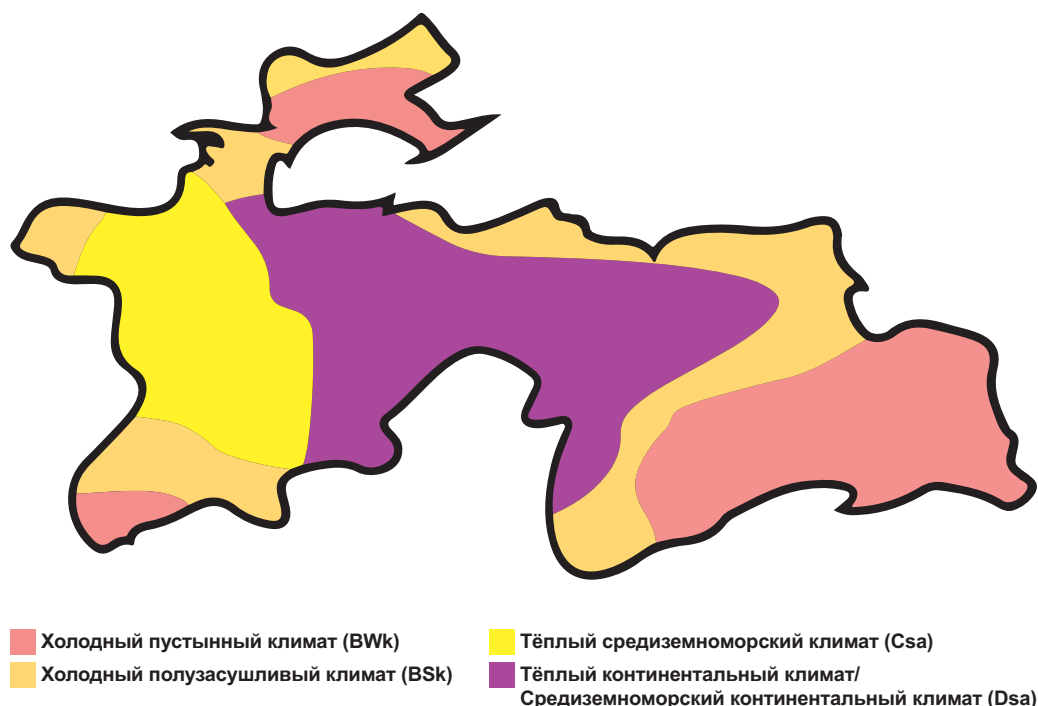 Холодный пустынный климат (BWk)
Холодный полузасушливый климат (BSk)
Тёплый средиземноморский климат (Csa)
Тёплый континентальный климат/
Средиземноморский континентальный климат (Dsa)